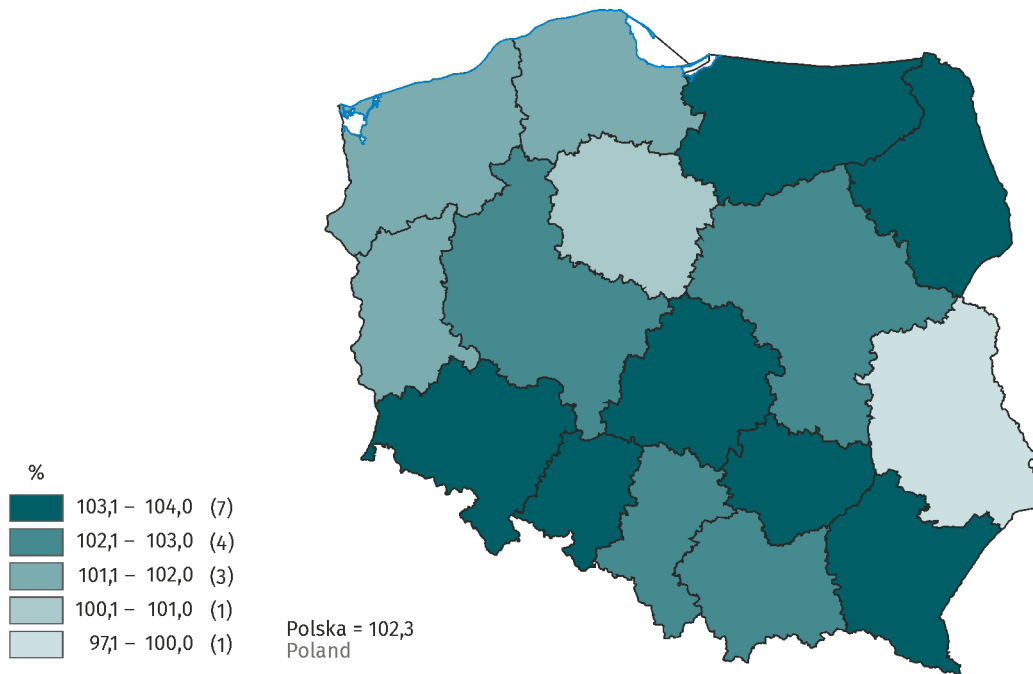 %
103,1 – 104,0 (7)
102,1 – 103,0 (4)
101,1 – 102,0 (3)
100,1 – 101,0 (1)
97,1 – 100,0 (1)
Polska = 102,3
Poland